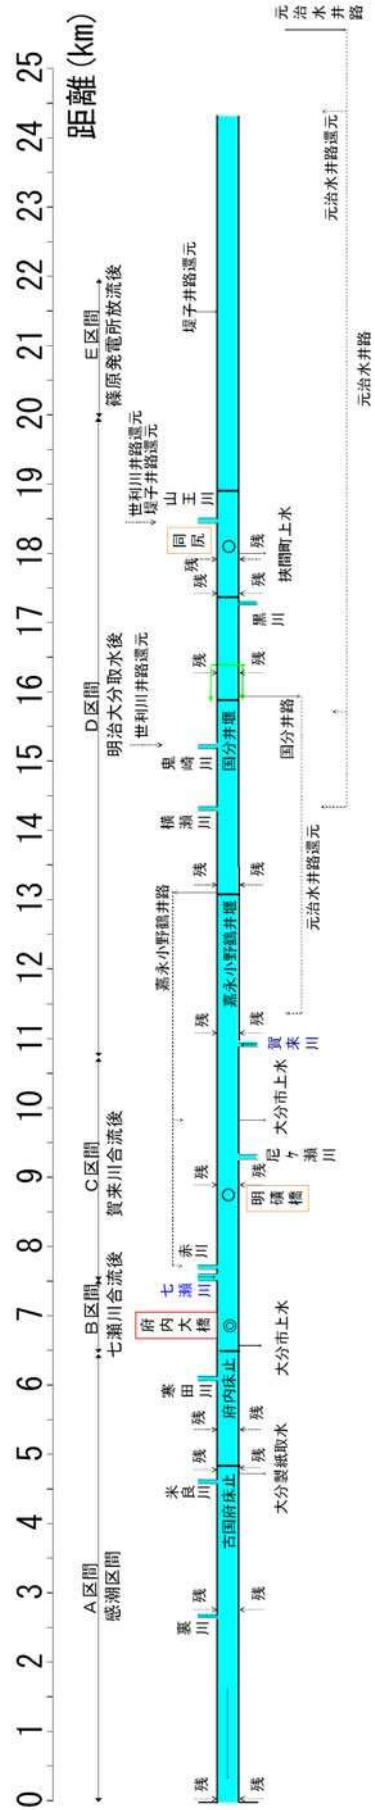 0 1 2 3 4 5 6 7 8 9 10 11 12 13 14 15 16 17 18 19 20 21 22 23 24 25
距離(km)
A区間
感潮区間
B区間
七瀬川合流後
C区間
賀来川合流後
D区間
明治大分取水後
E区間
篠原発電所放流後
嘉永小野鶴井路
世利川井路還元
世利川井路還元
堤子井路還元
堤子井路還元
残
裏川
残
米良川
残
残
寒田川
府内大橋
七瀬川
赤川
残
残
残
横瀬川
鬼崎川
残
残
残
同尻
山王川
古国府床止
府内床止
嘉永小野鶴井堰
国分井堰
残
残
大分製紙取水
残
残
大分市上水
明磧橋
残
尼ヶ瀬川
大分市上水
賀来川
残
残
元治水井路還元
国分井路
残
黒川
残
残
挾間町上水
元治水井路
元治水井路還元
元治水井路